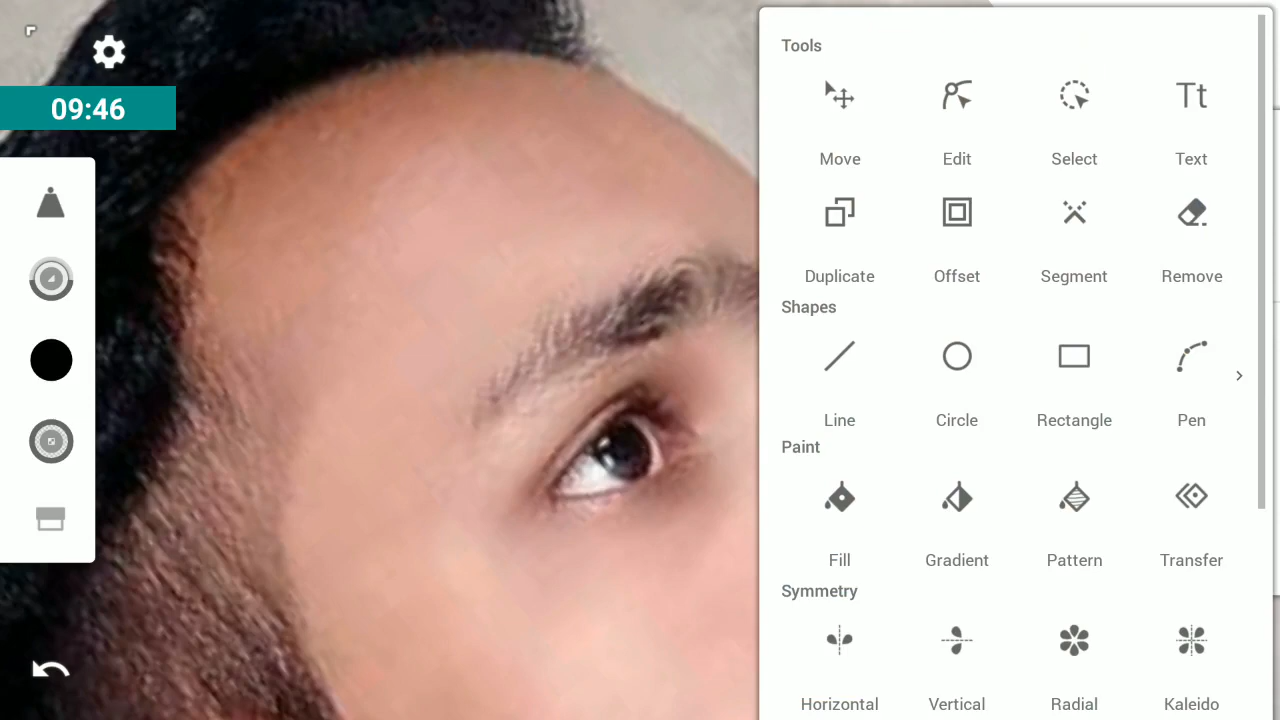 09:46
Tools
Move Edit Select Text
Duplicate Offset Segment Remove
Shapes
Line Circle Rectangle Pen
Paint
Fill Gradient Pattern Transfer
Symmetry
Horizontal Vertical Radial Kaleido